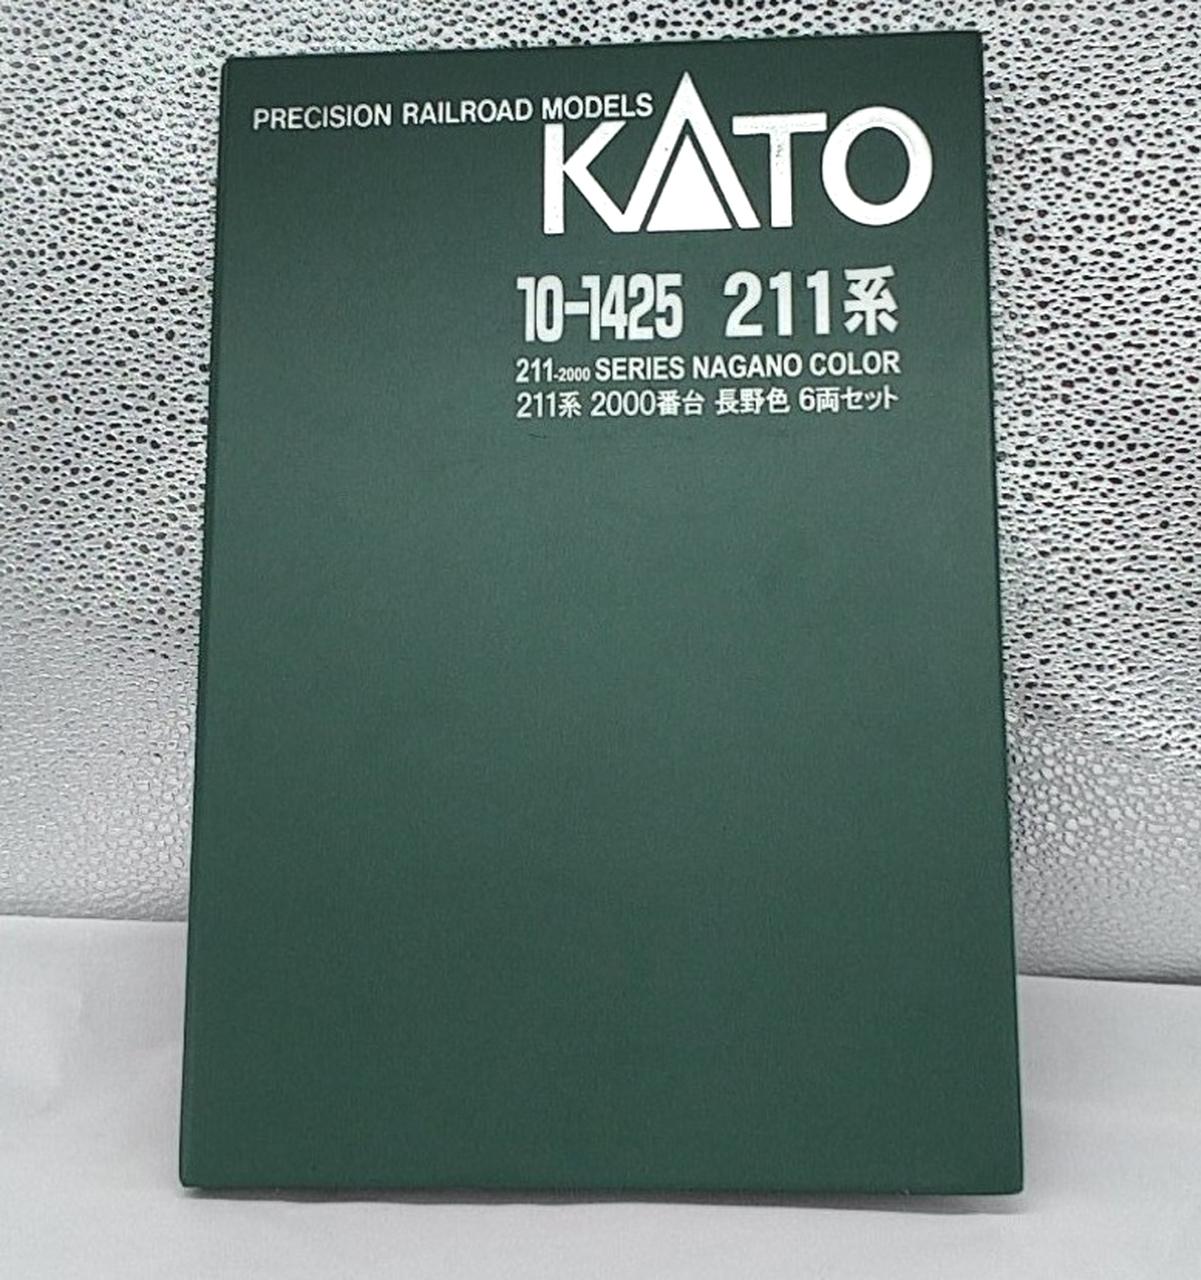 PRECISION RAILROAD MODELS
KATO
10-1425 211系
211-2000 SERIES NAGANO COLOR
211系 2000番台 長野色 6両セット